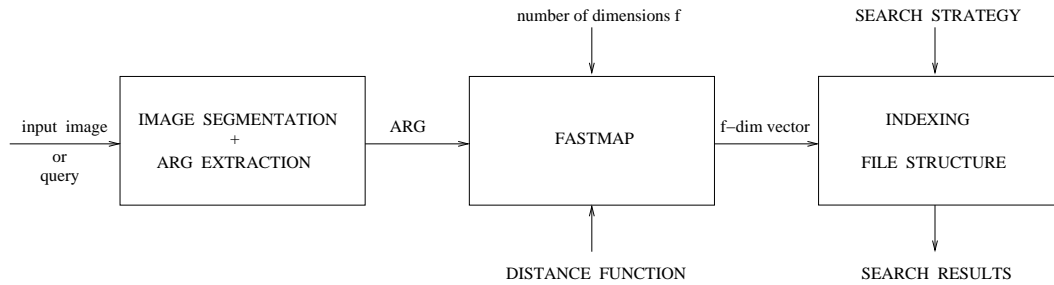 number of dimensions f
SEARCH STRATEGY
input image
or
query
IMAGE SEGMENTATION
+
ARG EXTRACTION
ARG
FASTMAP
f-dim vector
INDEXING
FILE STRUCTURE
DISTANCE FUNCTION
SEARCH RESULTS